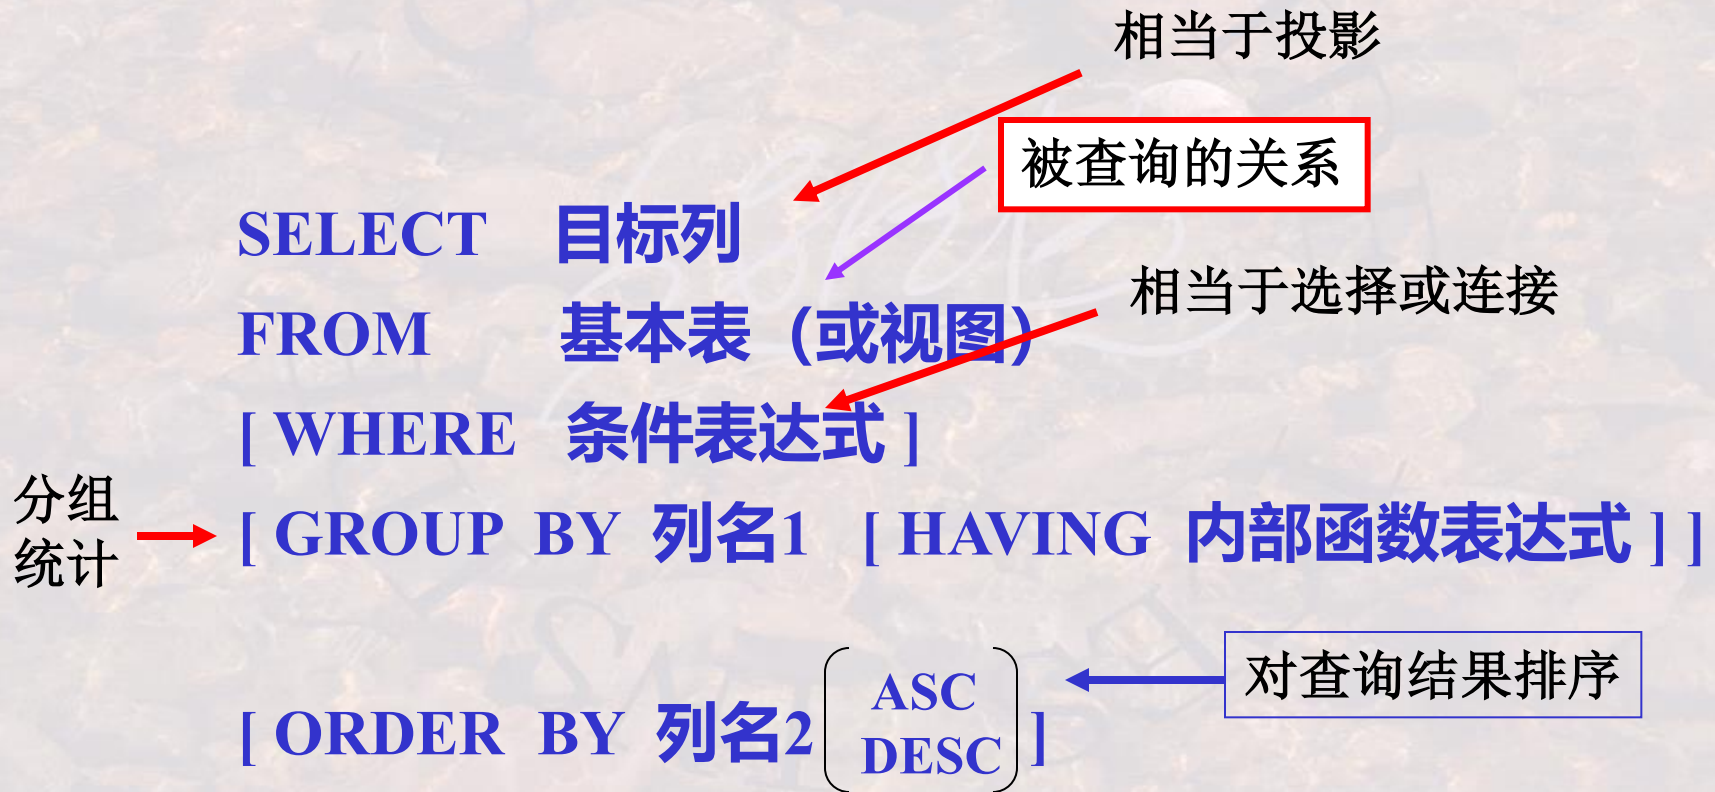 相当于投影
被查询的关系
SELECT 目标列
相当于选择或连接
FROM 基本表（或视图）
[ WHERE 条件表达式 ]
分组
统计
[ GROUP BY 列名1 [ HAVING 内部函数表达式 ] ]
对查询结果排序
ASC
[ ORDER BY 列名2 ]
DESC